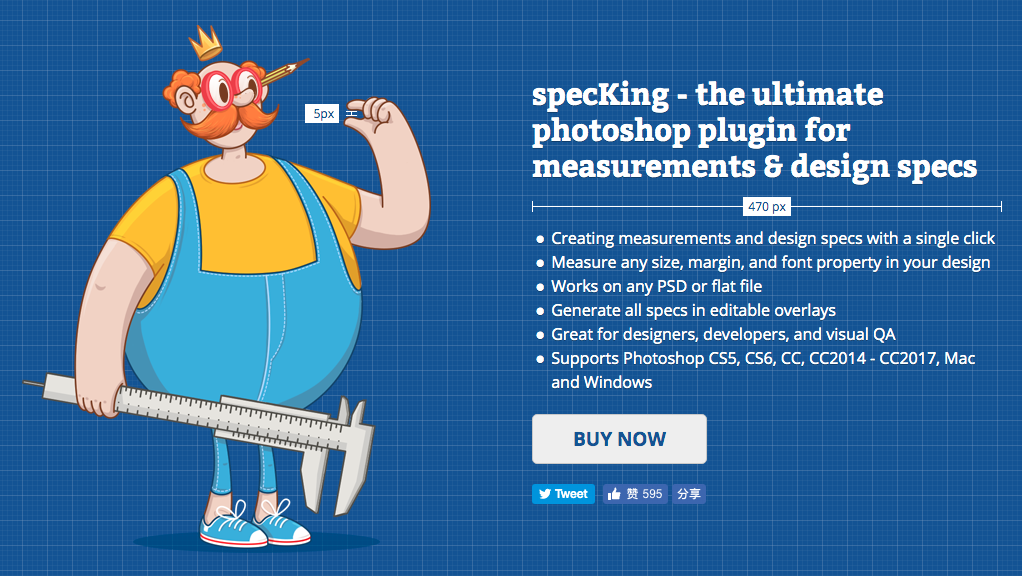 5px
specKing - the ultimate
photoshop plugin for
measurements & design specs
470 px
● Creating measurements and design specs with a single click
● Measure any size, margin, and font property in your design
● Works on any PSD or flat file
● Generate all specs in editable overlays
● Great for designers, developers, and visual QA
● Supports Photoshop CS5, CS6, CC, CC2014 - CC2017, Mac
and Windows
BUY NOW
Tweet 赞 595 分享